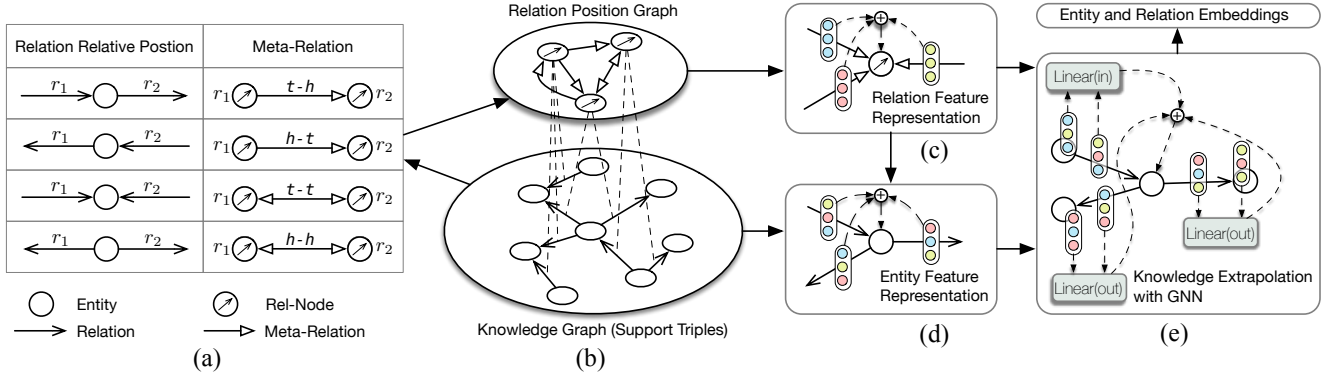 Relation Relative Postion
Meta-Relation
r1 r2
r1 t-h r2
r1 r2
r1 h-t r2
r1 r2
r1 t-t r2
r1 r2
r1 h-h r2
Entity
Rel-Node
Relation
Meta-Relation
(a)
Relation Position Graph
Knowledge Graph (Support Triples)
(b)
+
Relation Feature
Representation
(c)
+
Entity Feature
Representation
(d)
Entity and Relation Embeddings
Linear(in)
+
Linear(out)
Linear(out)
Knowledge Extrapolation
with GNN
(e)